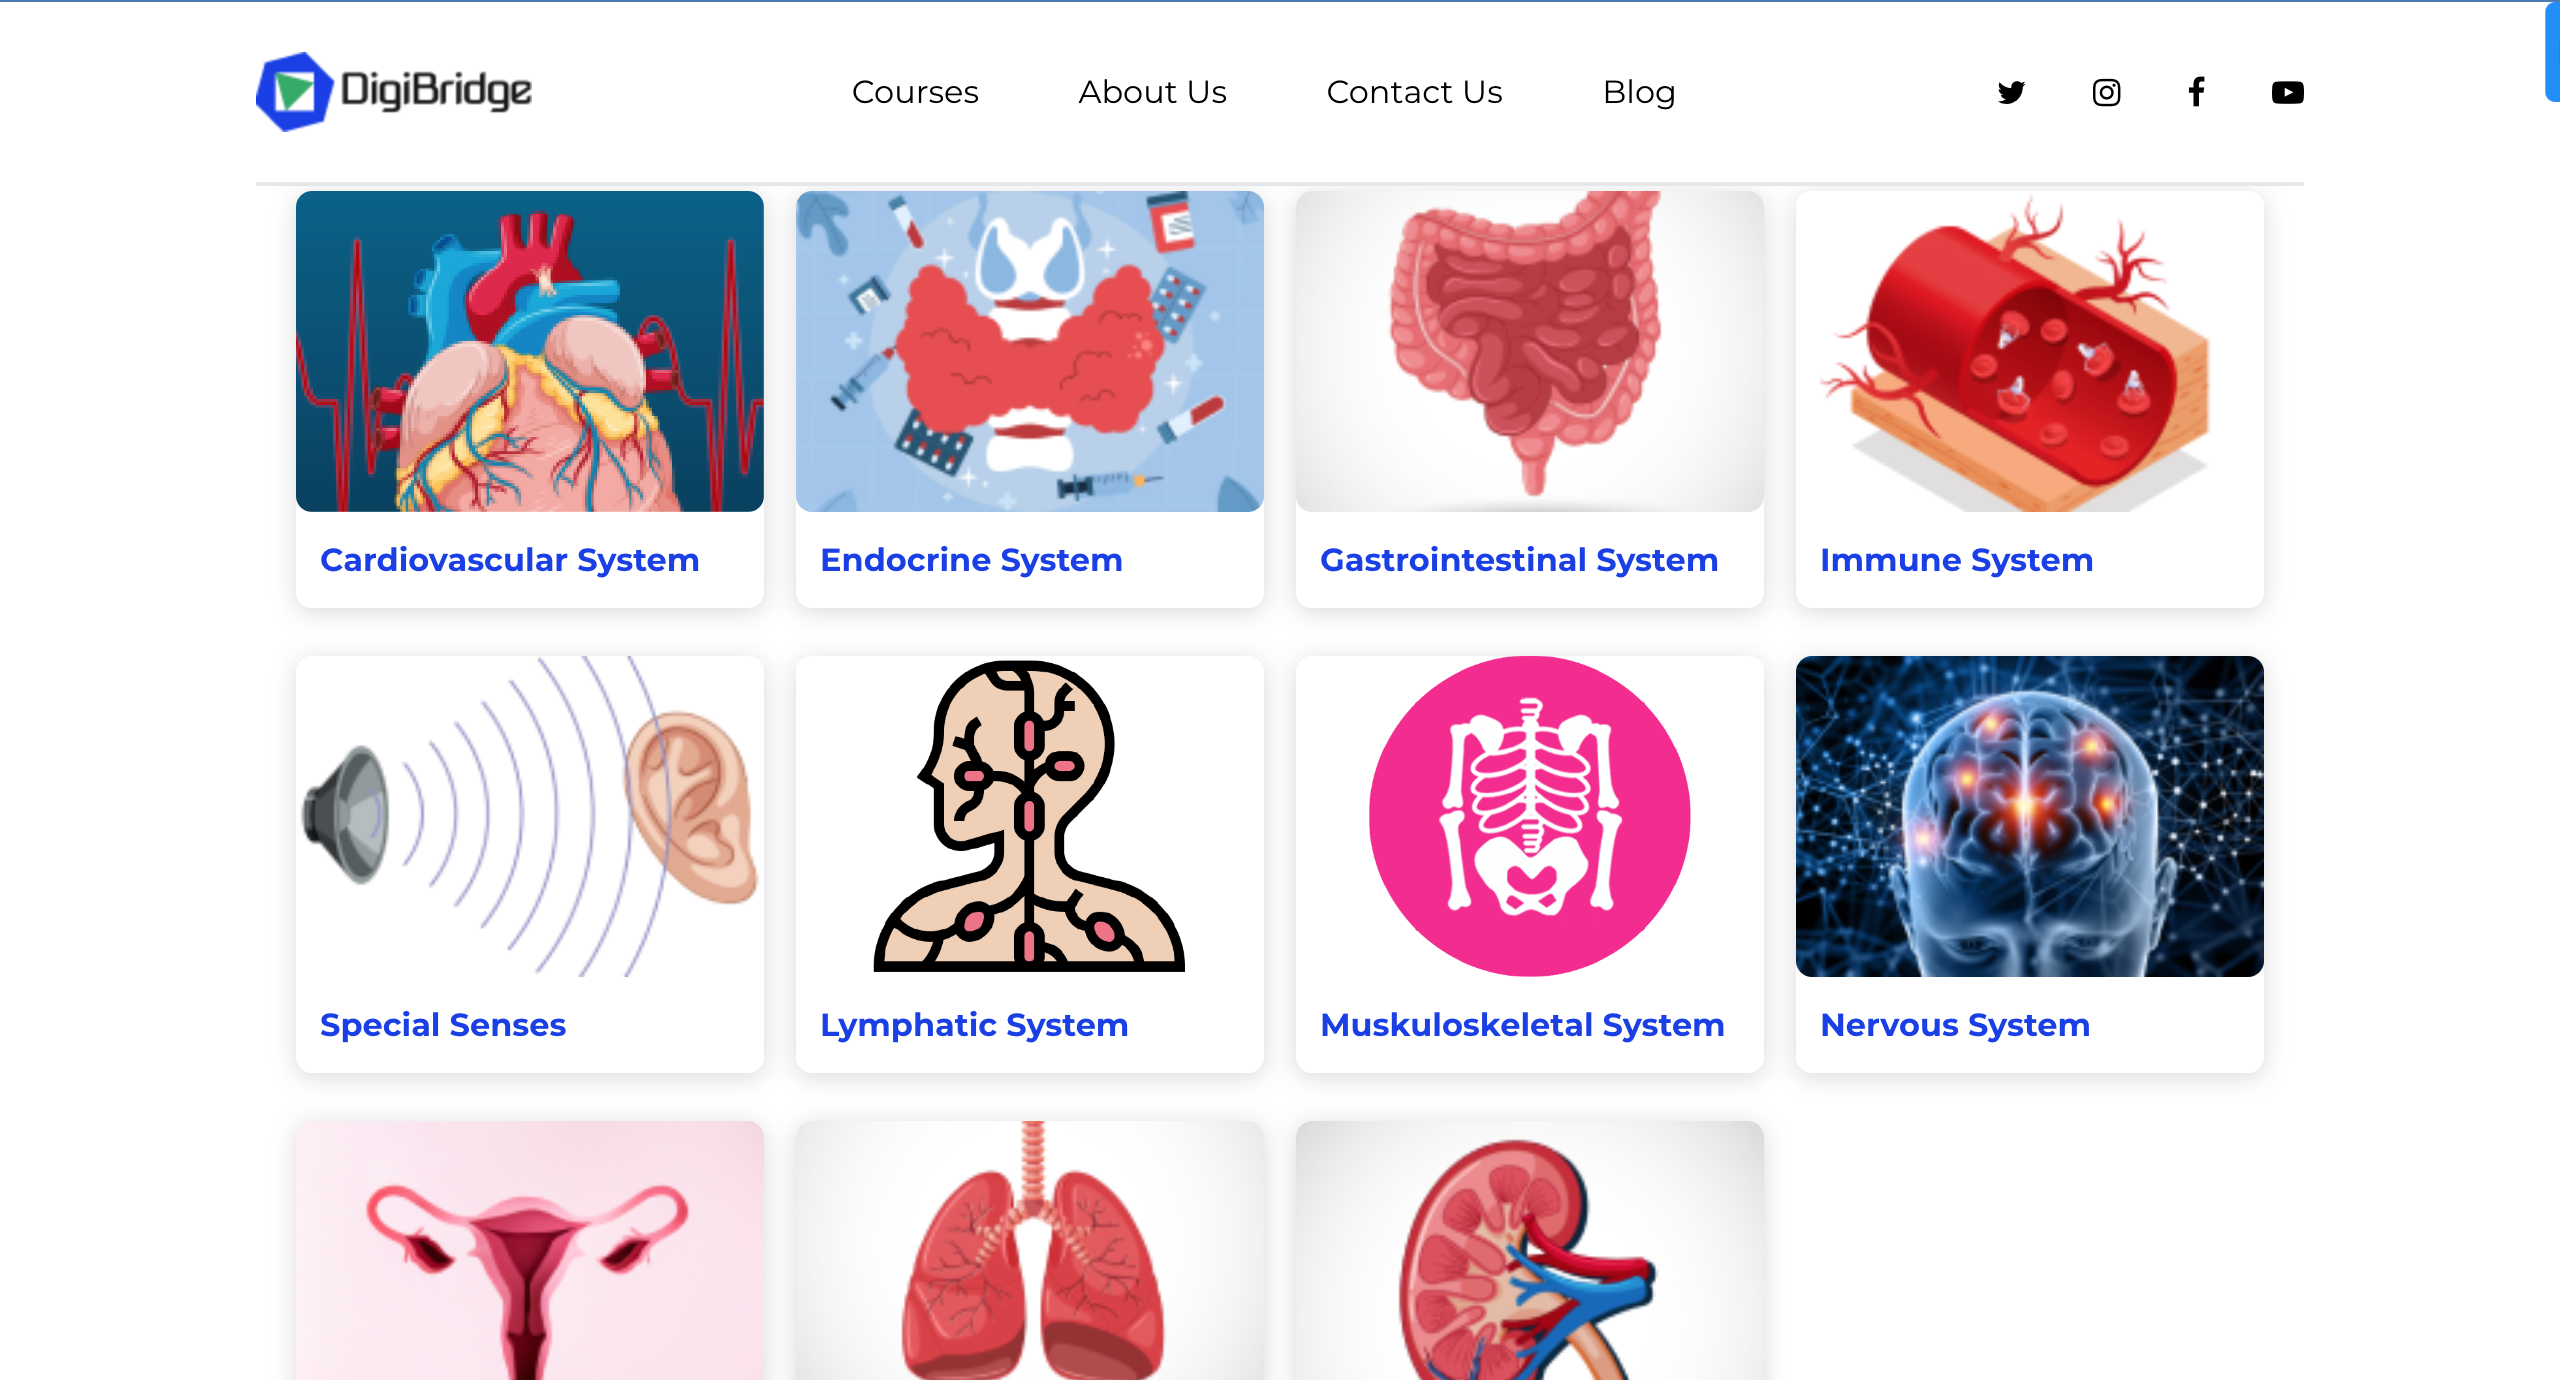 DigiBridge
Courses
About Us
Contact Us
Blog
Cardiovascular System
Endocrine System
Gastrointestinal System
Immune System
Special Senses
Lymphatic System
Muskuloskeletal System
Nervous System